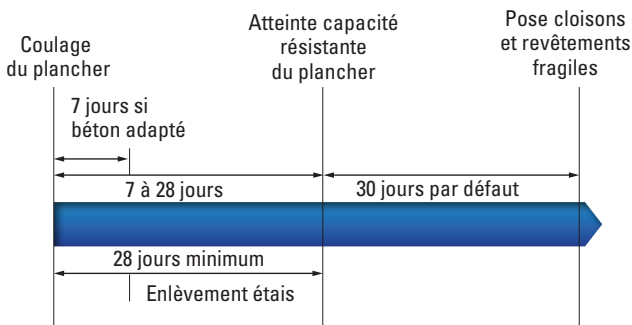 Coulage
du plancher
Atteinte capacité
résistante
du plancher
Pose cloisons
et revêtements
fragiles
7 jours si
béton adapté
7 à 28 jours
30 jours par défaut
28 jours minimum
Enlèvement étais